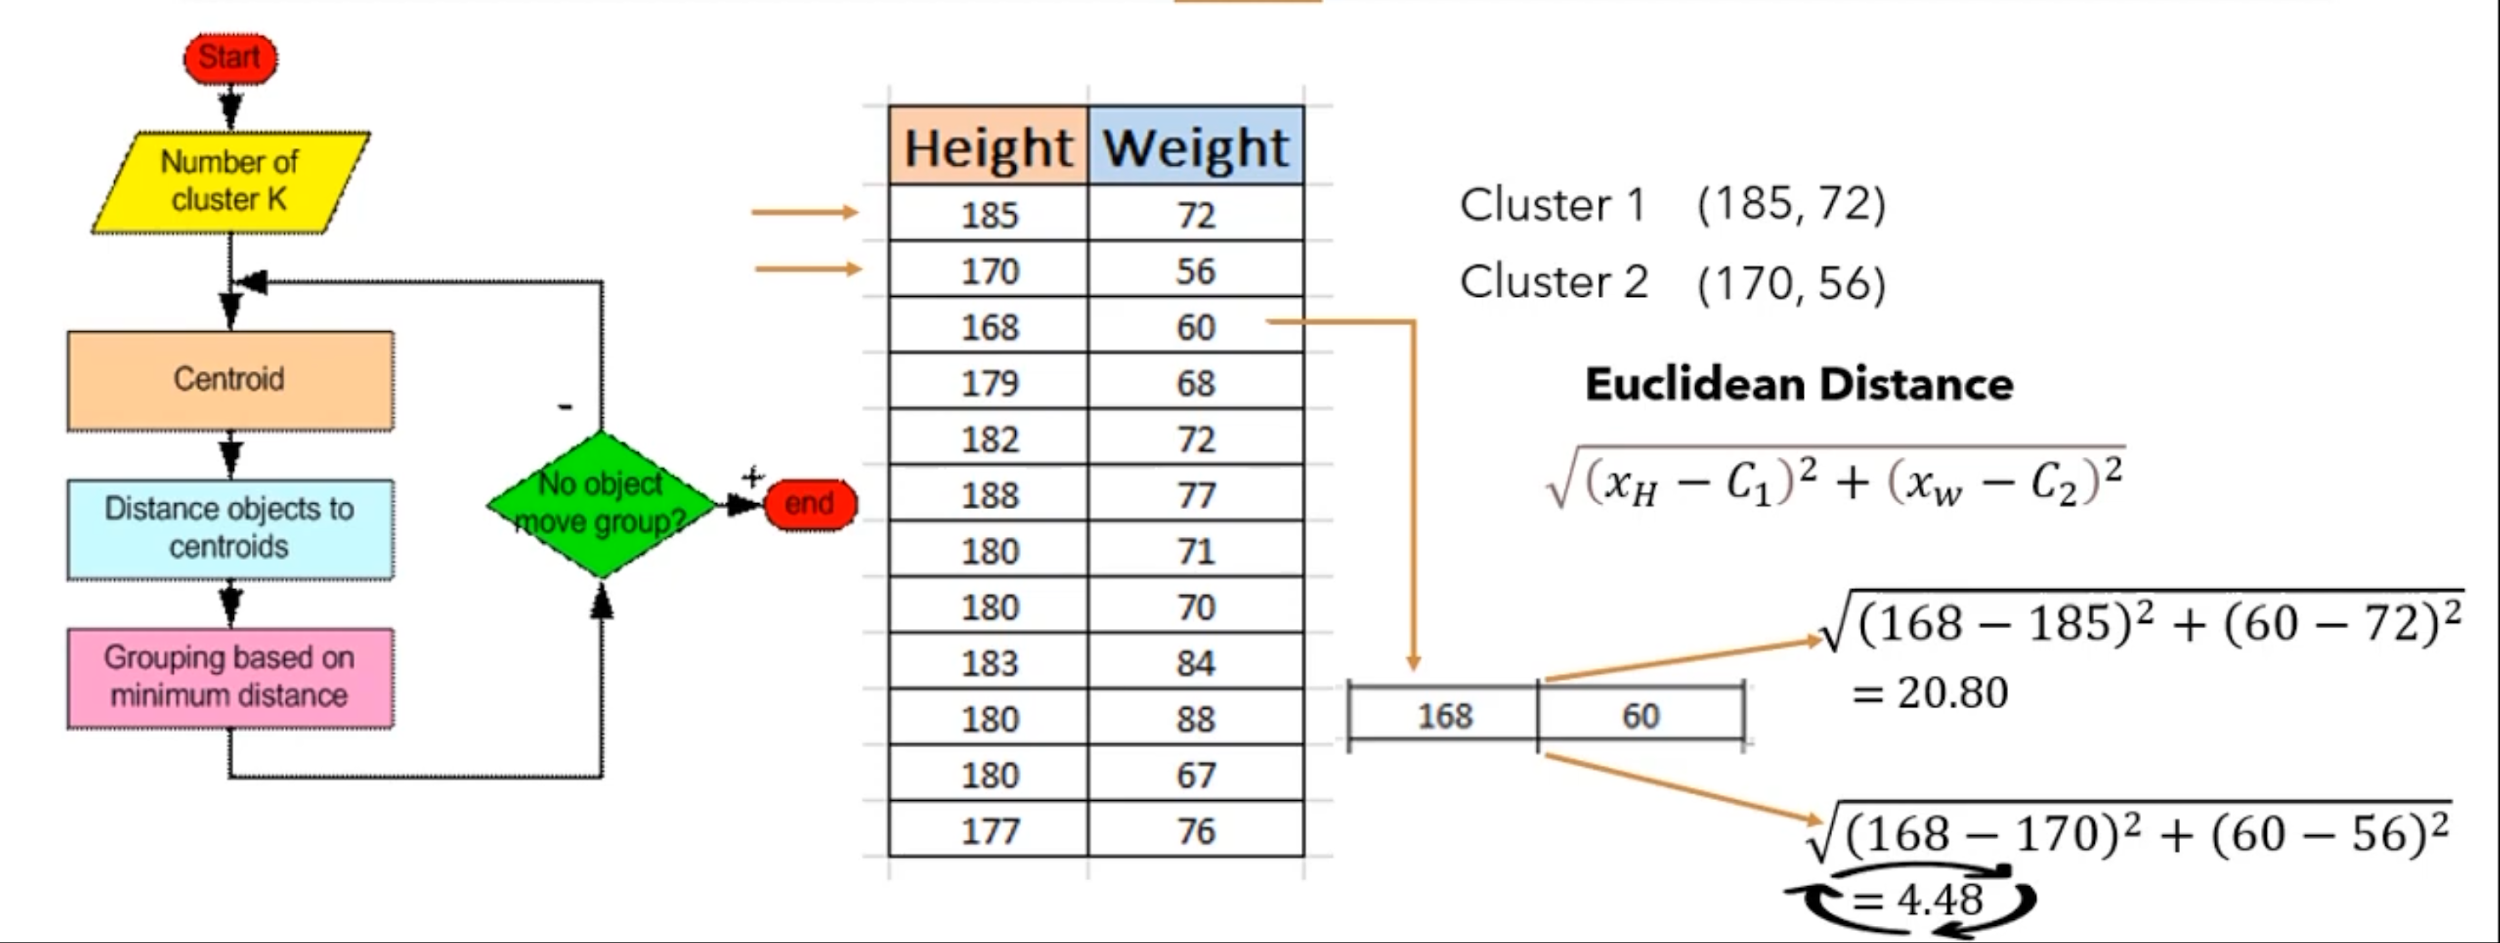 Start
Number of
cluster K
Centroid
Distance objects to
centroids
Grouping based on
minimum distance
-
No object
move group?
+
end
Height Weight
185 72
170 56
168 60
179 68
182 72
188 77
180 71
180 70
183 84
180 88
180 67
177 76
Cluster 1 (185, 72)
Cluster 2 (170, 56)
Euclidean Distance
√(x_H − C₁)² + (x_w − C₂)²
168 60
√(168 − 185)² + (60 − 72)²
= 20.80
√(168 − 170)² + (60 − 56)²
= 4.48